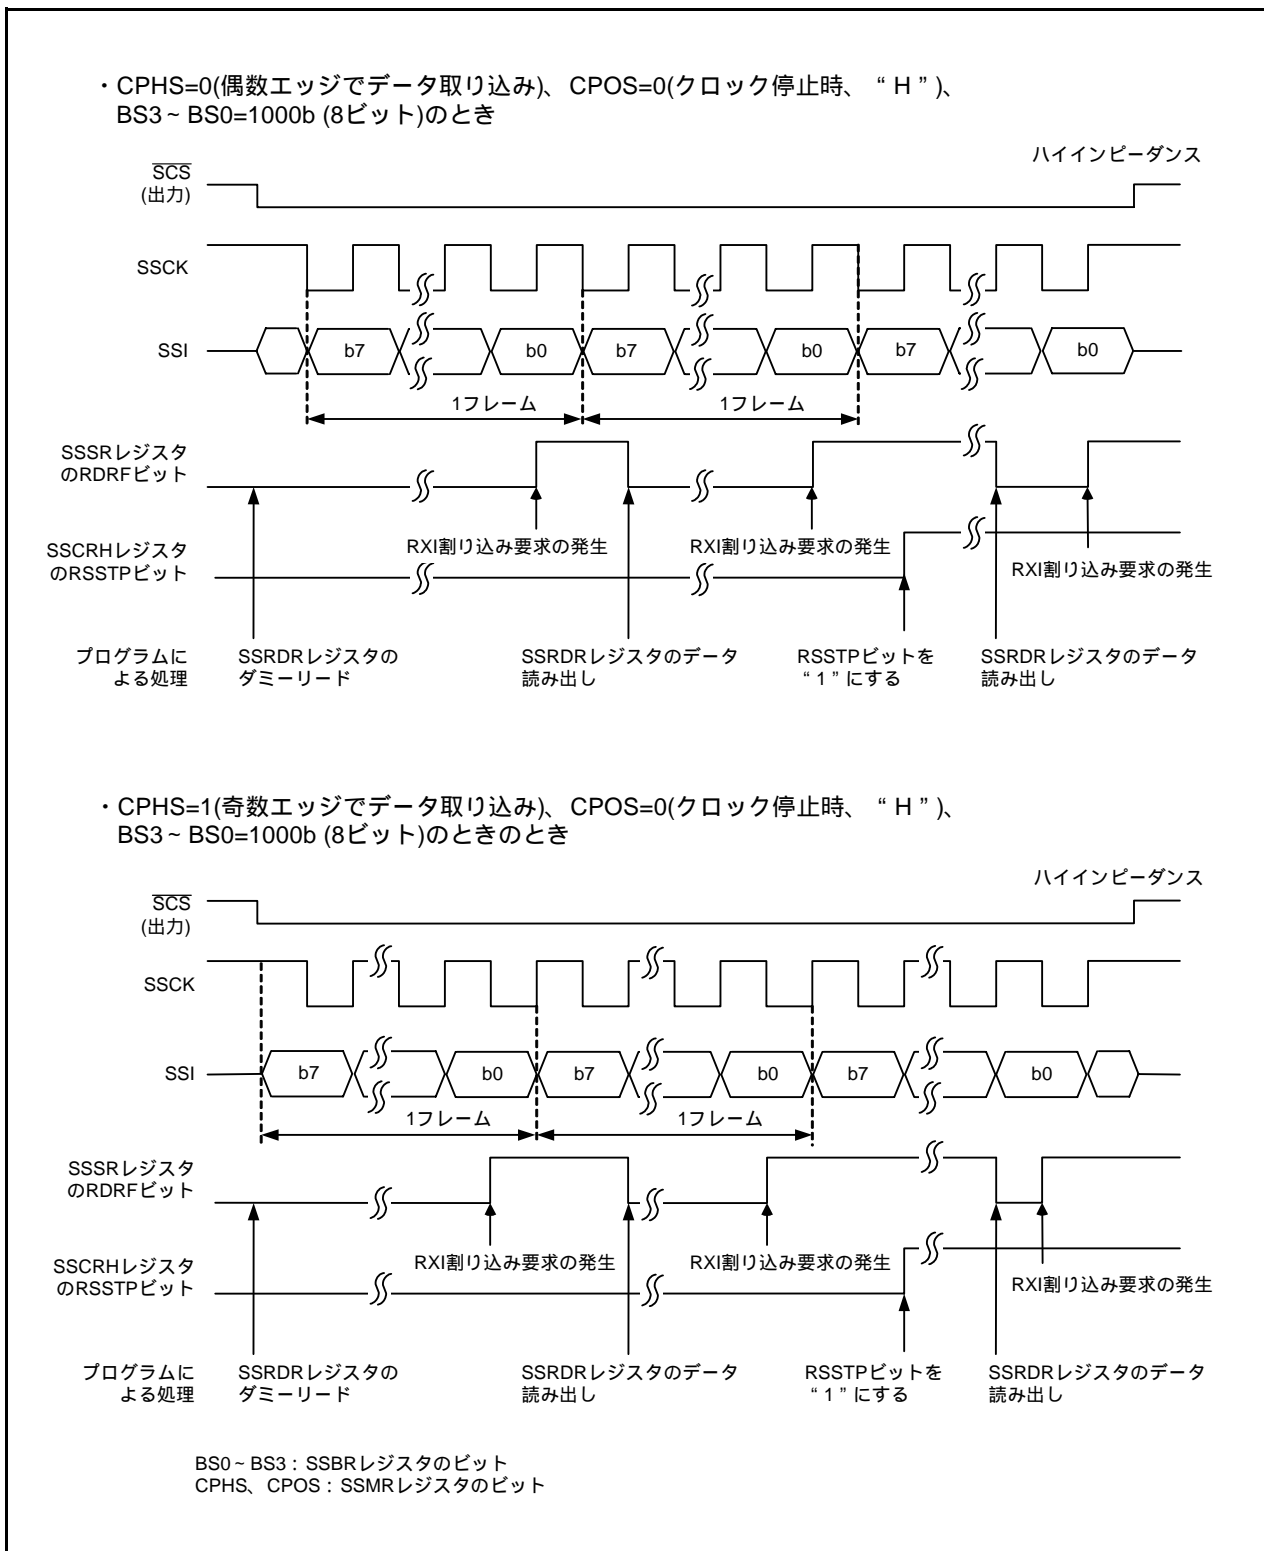 ・CPHS=0(偶数エッジでデータ取り込み)、CPOS=0(クロック停止時、“H”)、
BS3~BS0=1000b (8ビット)のとき
ハイインピーダンス
SCS
(出力)
SSCK
SSI
b7
b0
b7
b0
b7
b0
1フレーム
1フレーム
SSSRレジスタ
のRDRFビット
RXI割り込み要求の発生
RXI割り込み要求の発生
SSCRHレジスタ
のRSSTPビット
RXI割り込み要求の発生
プログラムに
よる処理
SSRDRレジスタの
ダミーリード
SSRDRレジスタのデータ
読み出し
RSSTPビットを
“1”にする
SSRDRレジスタのデータ
読み出し
・CPHS=1(奇数エッジでデータ取り込み)、CPOS=0(クロック停止時、“H”)、
BS3~BS0=1000b (8ビット)のときのとき
ハイインピーダンス
SCS
(出力)
SSCK
SSI
b7
b0
b7
b0
b7
b0
1フレーム
1フレーム
SSSRレジスタ
のRDRFビット
RXI割り込み要求の発生
RXI割り込み要求の発生
SSCRHレジスタ
のRSSTPビット
RXI割り込み要求の発生
プログラムに
よる処理
SSRDRレジスタの
ダミーリード
SSRDRレジスタのデータ
読み出し
RSSTPビットを
“1”にする
SSRDRレジスタのデータ
読み出し
BS0~BS3:SSBRレジスタのビット
CPHS、CPOS:SSMRレジスタのビット